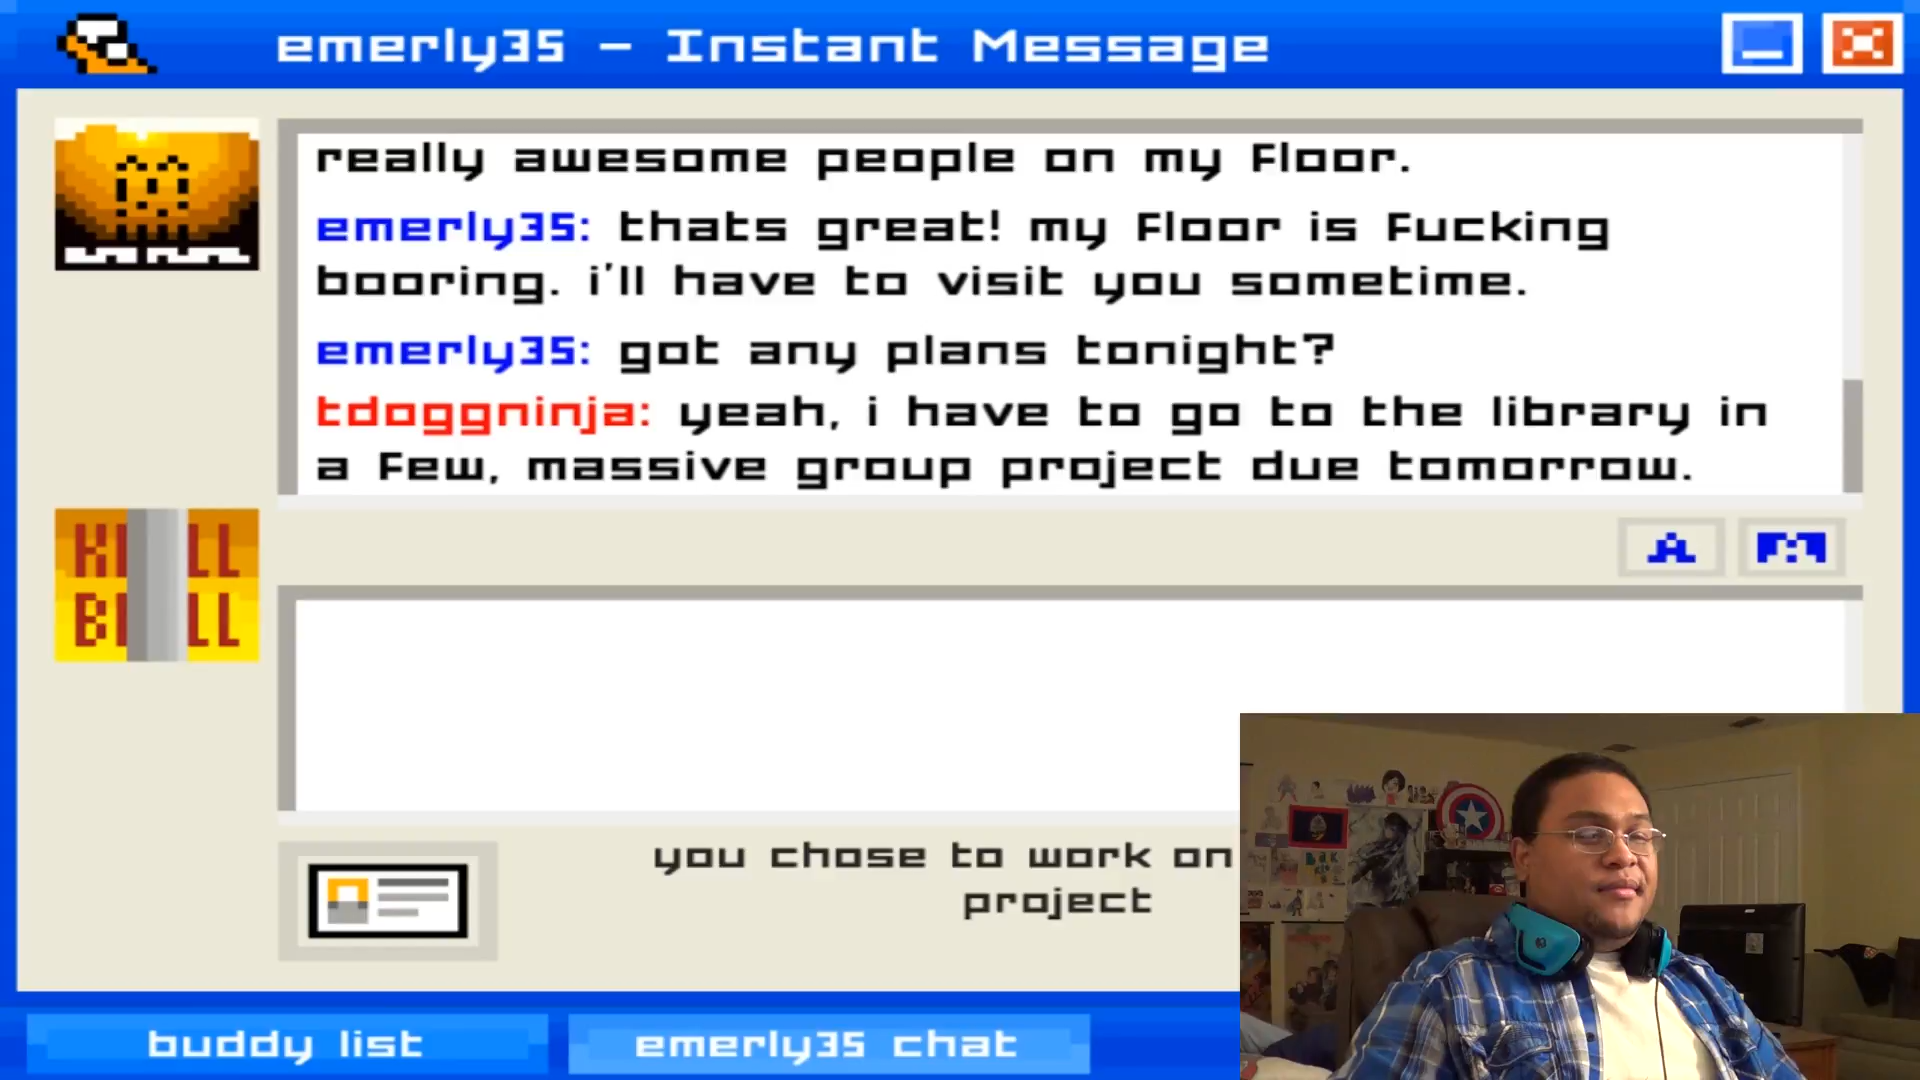 emerly35 - Instant Message
really awesome people on my Floor.
emerly35: thats great! my Floor is Fucking
booring. i'll have to visit you sometime.
emerly35: got any plans tonight?
tdoggninja: yeah, i have to go to the library in
a Few, massive group project due tomorrow.
KILL
BILL
A
you chose to work on
project
buddy list
emerly35 chat